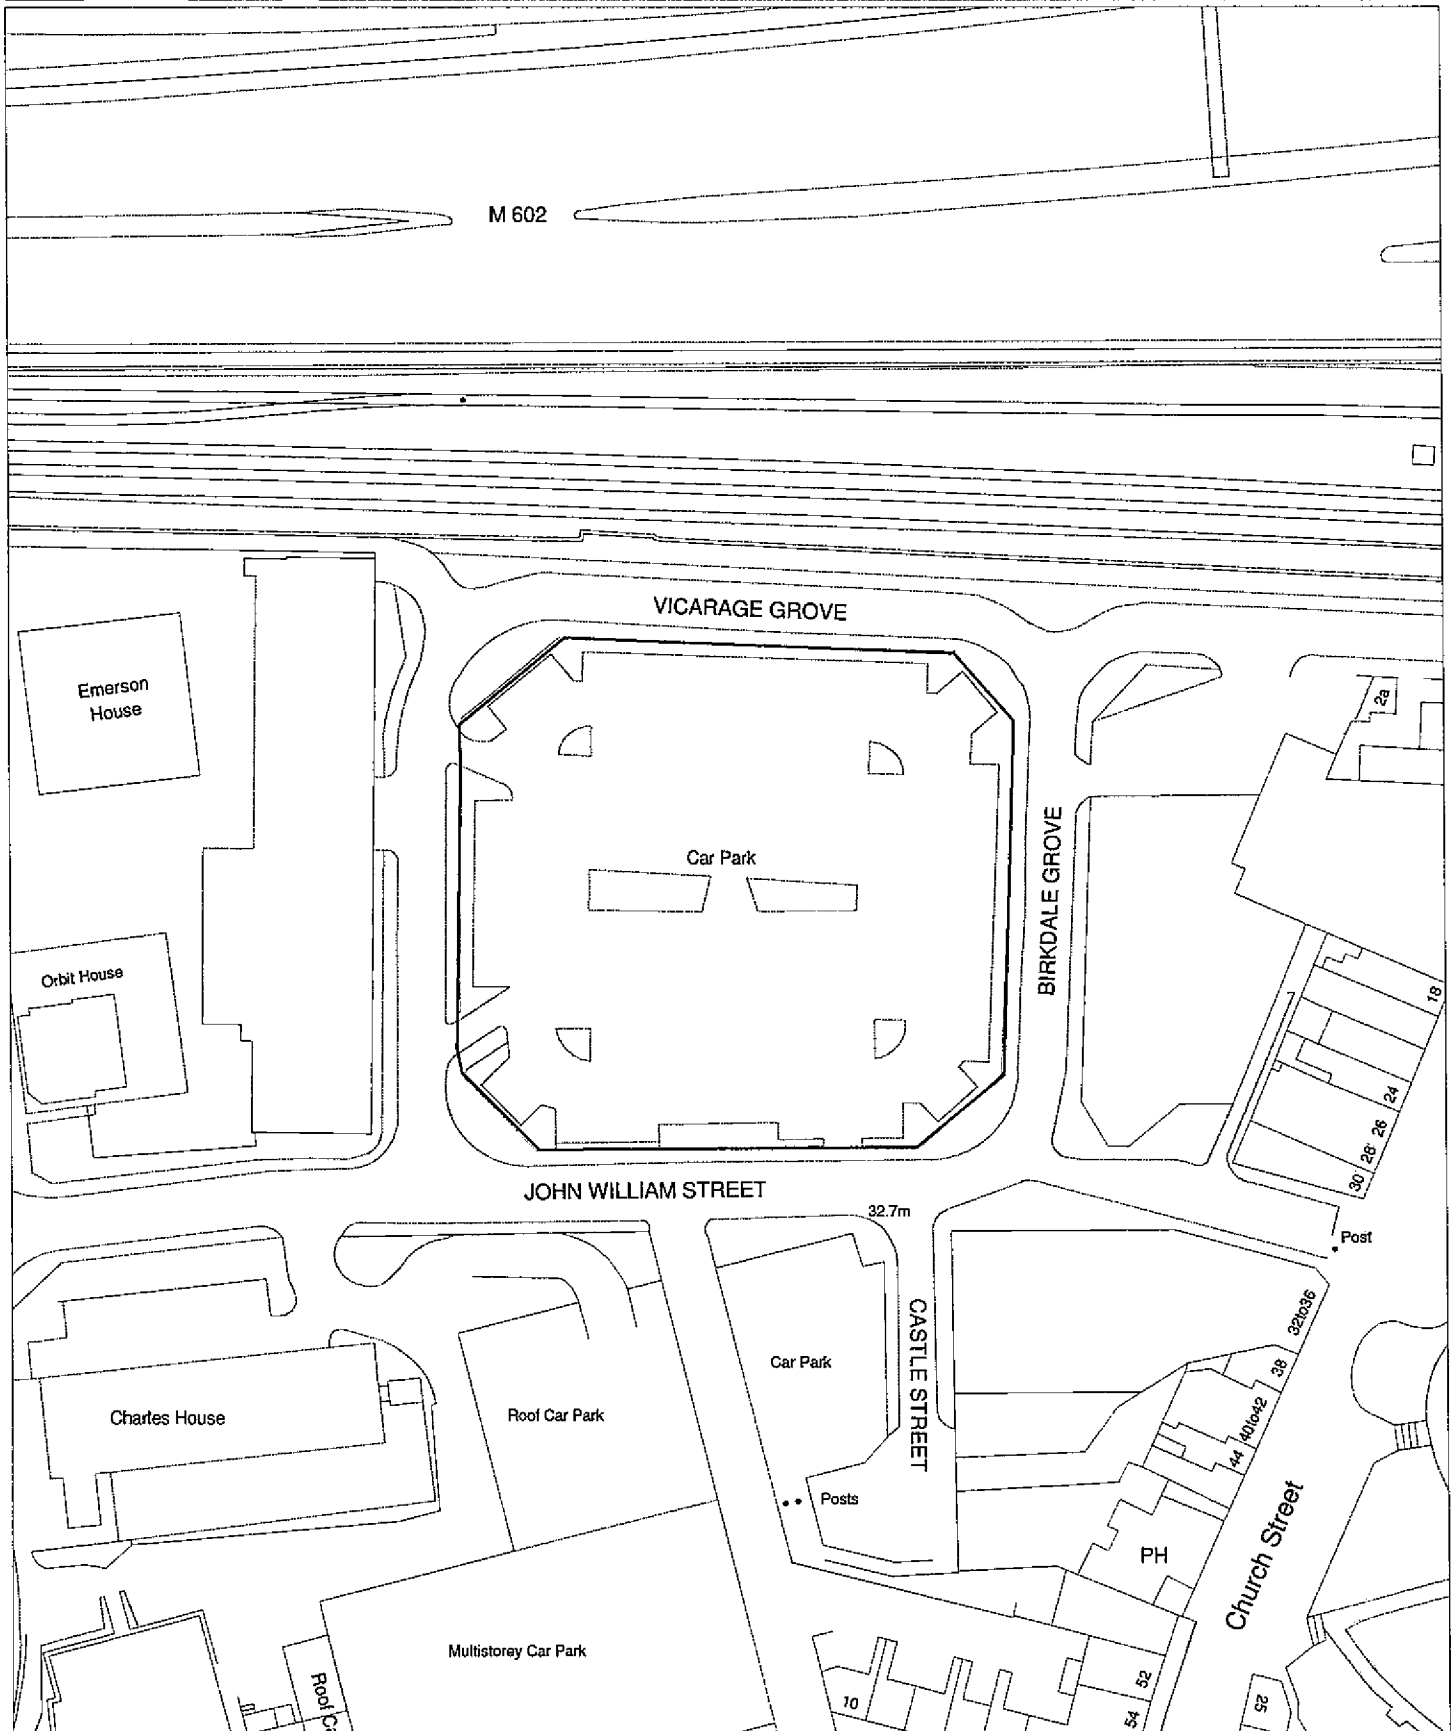 M 602
VICARAGE GROVE
Emerson
House
2a
Car Park
BIRKDALE GROVE
Orbit House
18
24
26
28
30
JOHN WILLIAM STREET
32.7m
Post
CASTLE STREET
32to36
Car Park
38
Charles House
Roof Car Park
40to42
44
Posts
Church Street
PH
Multistorey Car Park
Roof
10
52
54
25